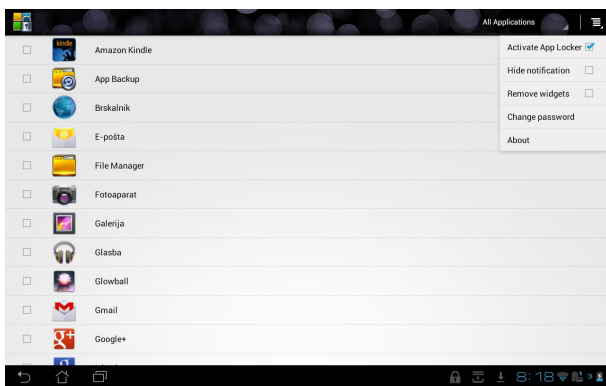 All Applications
Activate App Locker
Hide notification
Remove widgets
Change password
About
kindle
Amazon Kindle
App Backup
Brskalnik
E-pošta
File Manager
Fotoaparat
Galerija
Glasba
Glowball
Gmail
Google+
8:18